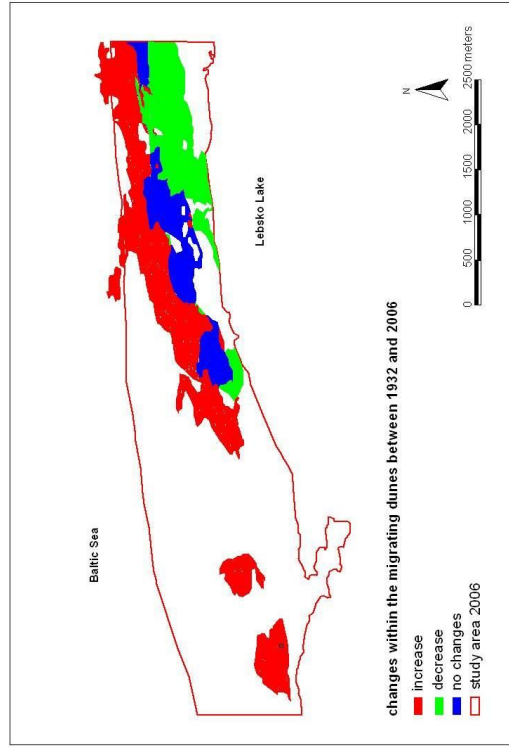 Baltic Sea
Lebsko Lake
changes within the migrating dunes between 1932 and 2006
increase
decrease
no changes
study area 2006
N
0 500 1000 1500 2000 2500 meters